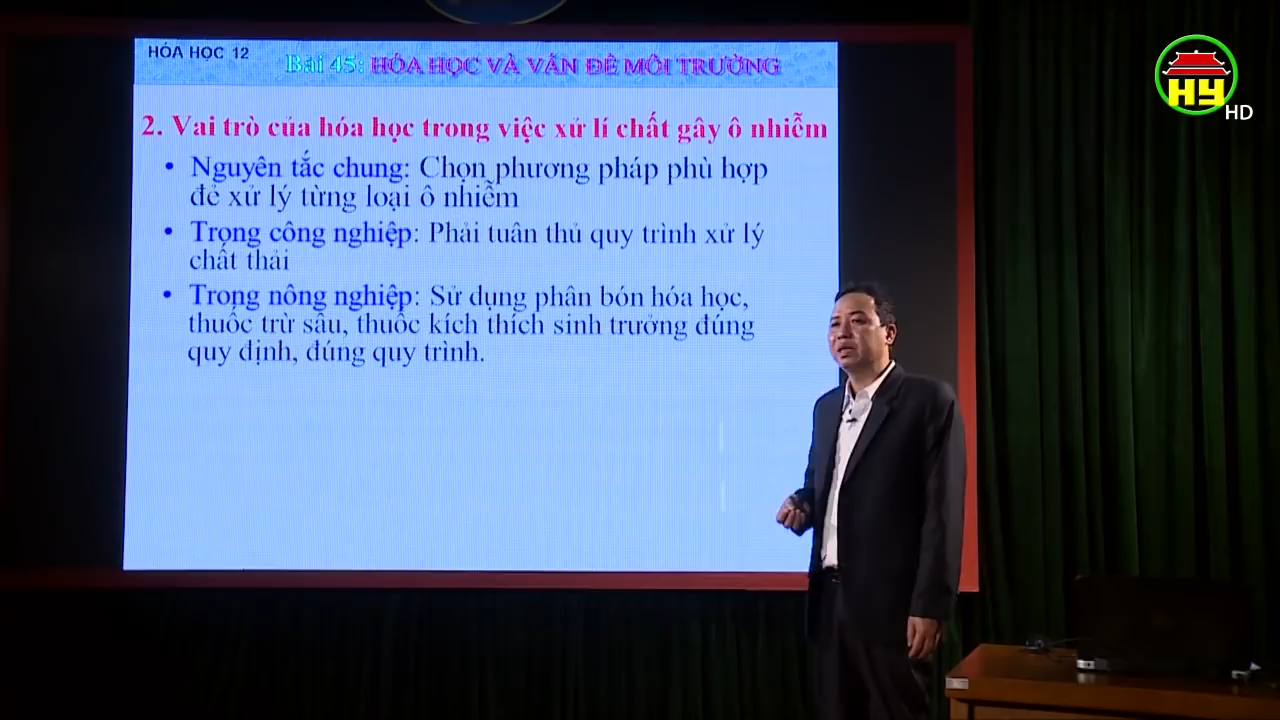 HÓA HỌC 12
Bài 45: HÓA HỌC VÀ VẤN ĐỀ MÔI TRƯỜNG
2. Vai trò của hóa học trong việc xử lí chất gây ô nhiễm
• Nguyên tắc chung: Chọn phương pháp phù hợp
để xử lý từng loại ô nhiễm
• Trong công nghiệp: Phải tuân thủ quy trình xử lý
chất thải
• Trong nông nghiệp: Sử dụng phân bón hóa học,
thuốc trừ sâu, thuốc kích thích sinh trưởng đúng
quy định, đúng quy trình.
HY
HD